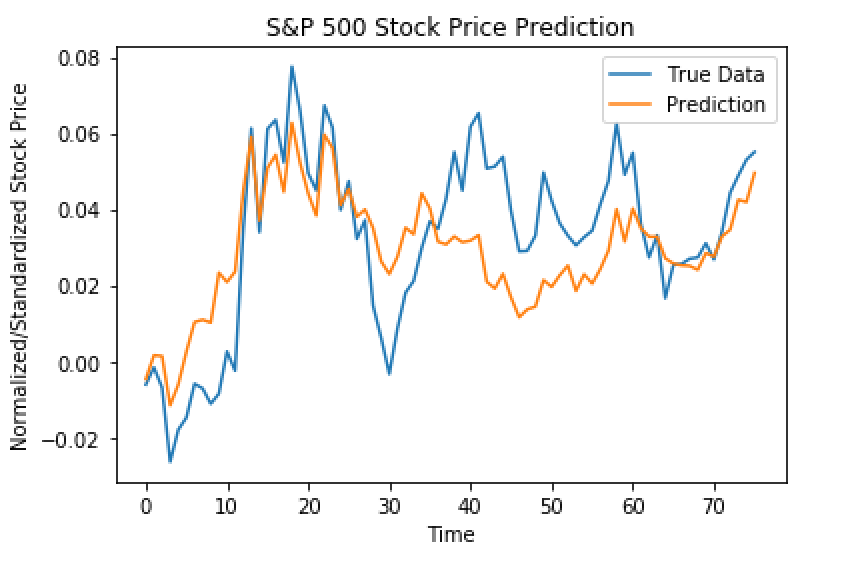 S&P 500 Stock Price Prediction
True Data
Prediction
Normalized/Standardized Stock Price
0.08
0.06
0.04
0.02
0.00
−0.02
0 10 20 30 40 50 60 70
Time